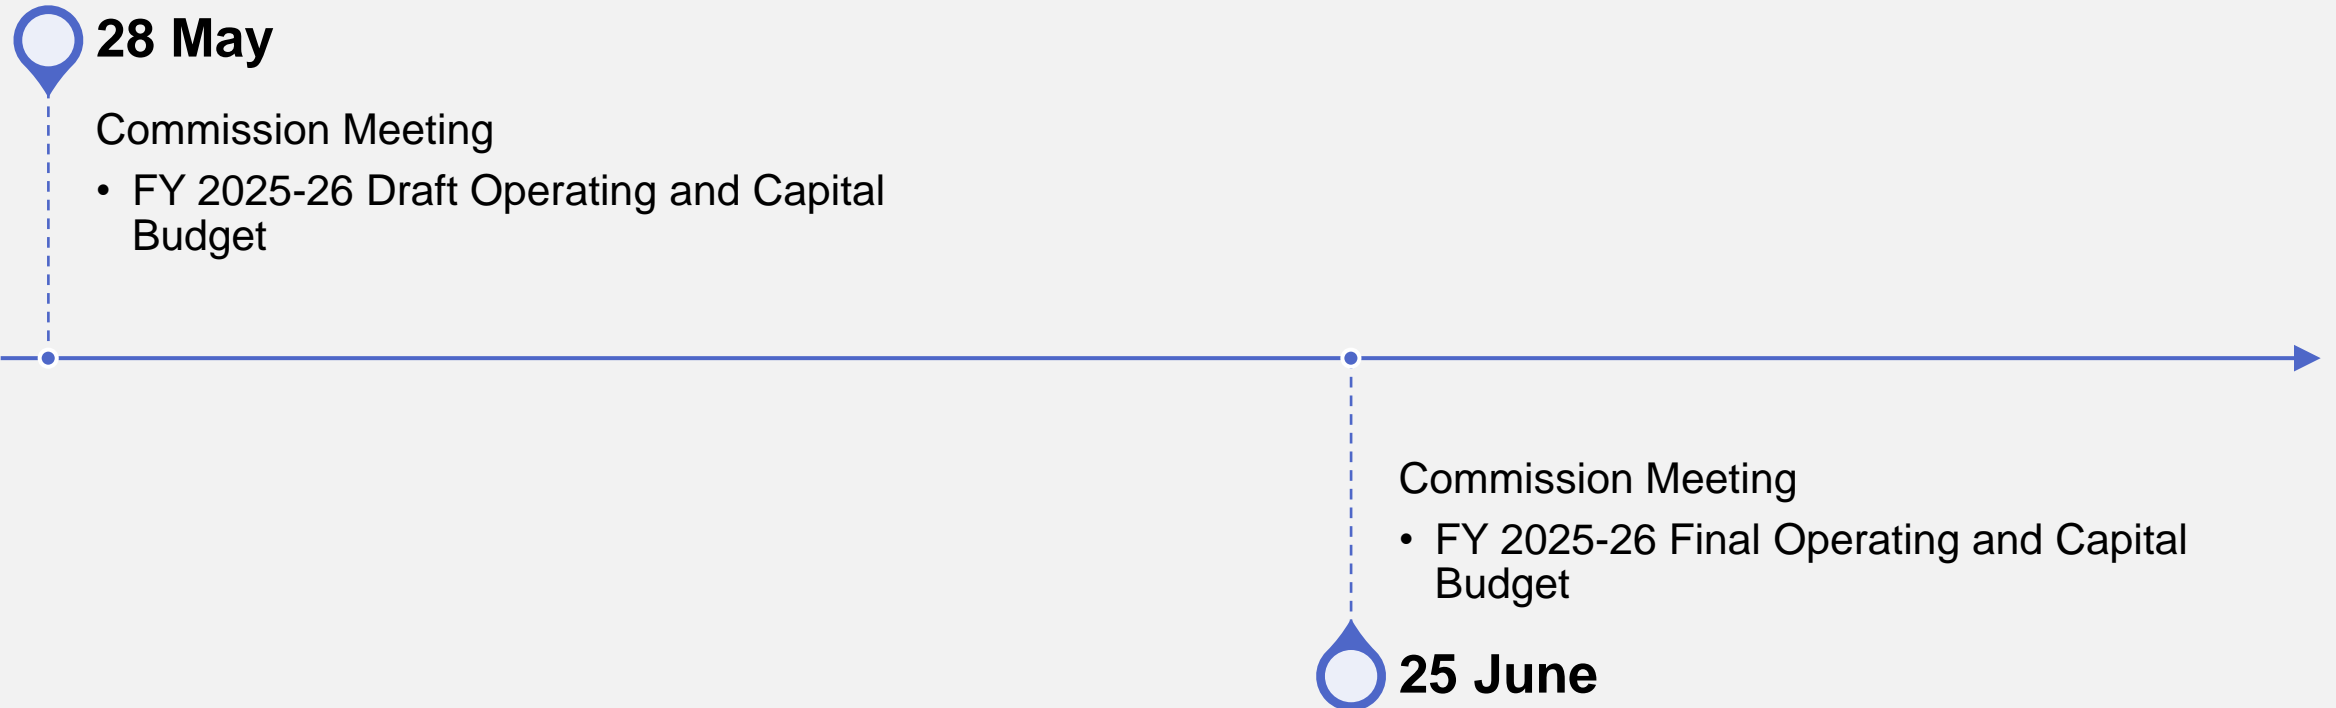 28 May
Commission Meeting
• FY 2025-26 Draft Operating and Capital
Budget
Commission Meeting
• FY 2025-26 Final Operating and Capital
Budget
25 June